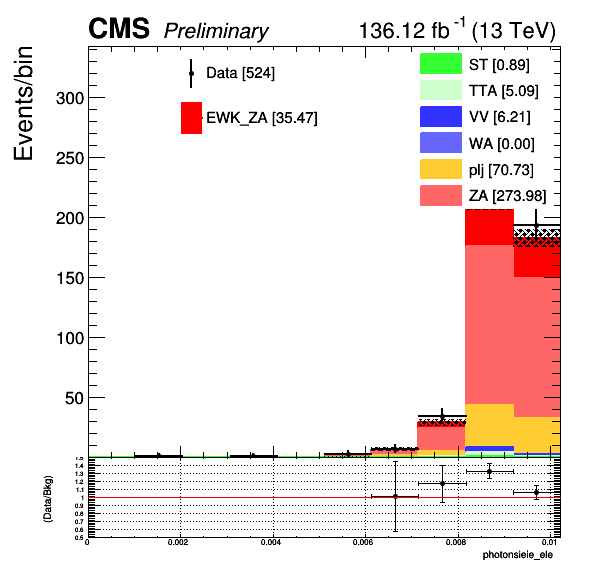 CMS Preliminary 136.12 fb⁻¹ (13 TeV)
Events/bin
Data [524]
EWK_ZA [35.47]
ST [0.89]
TTA [5.09]
VV [6.21]
WA [0.00]
plj [70.73]
ZA [273.98]
300
250
200
150
100
50
(Data/Bkg)
1.5
1.4
1.3
1.2
1.1
1
0.9
0.8
0.7
0.6
0.5
0 0.002 0.004 0.006 0.008 0.01
photonsieie_ele